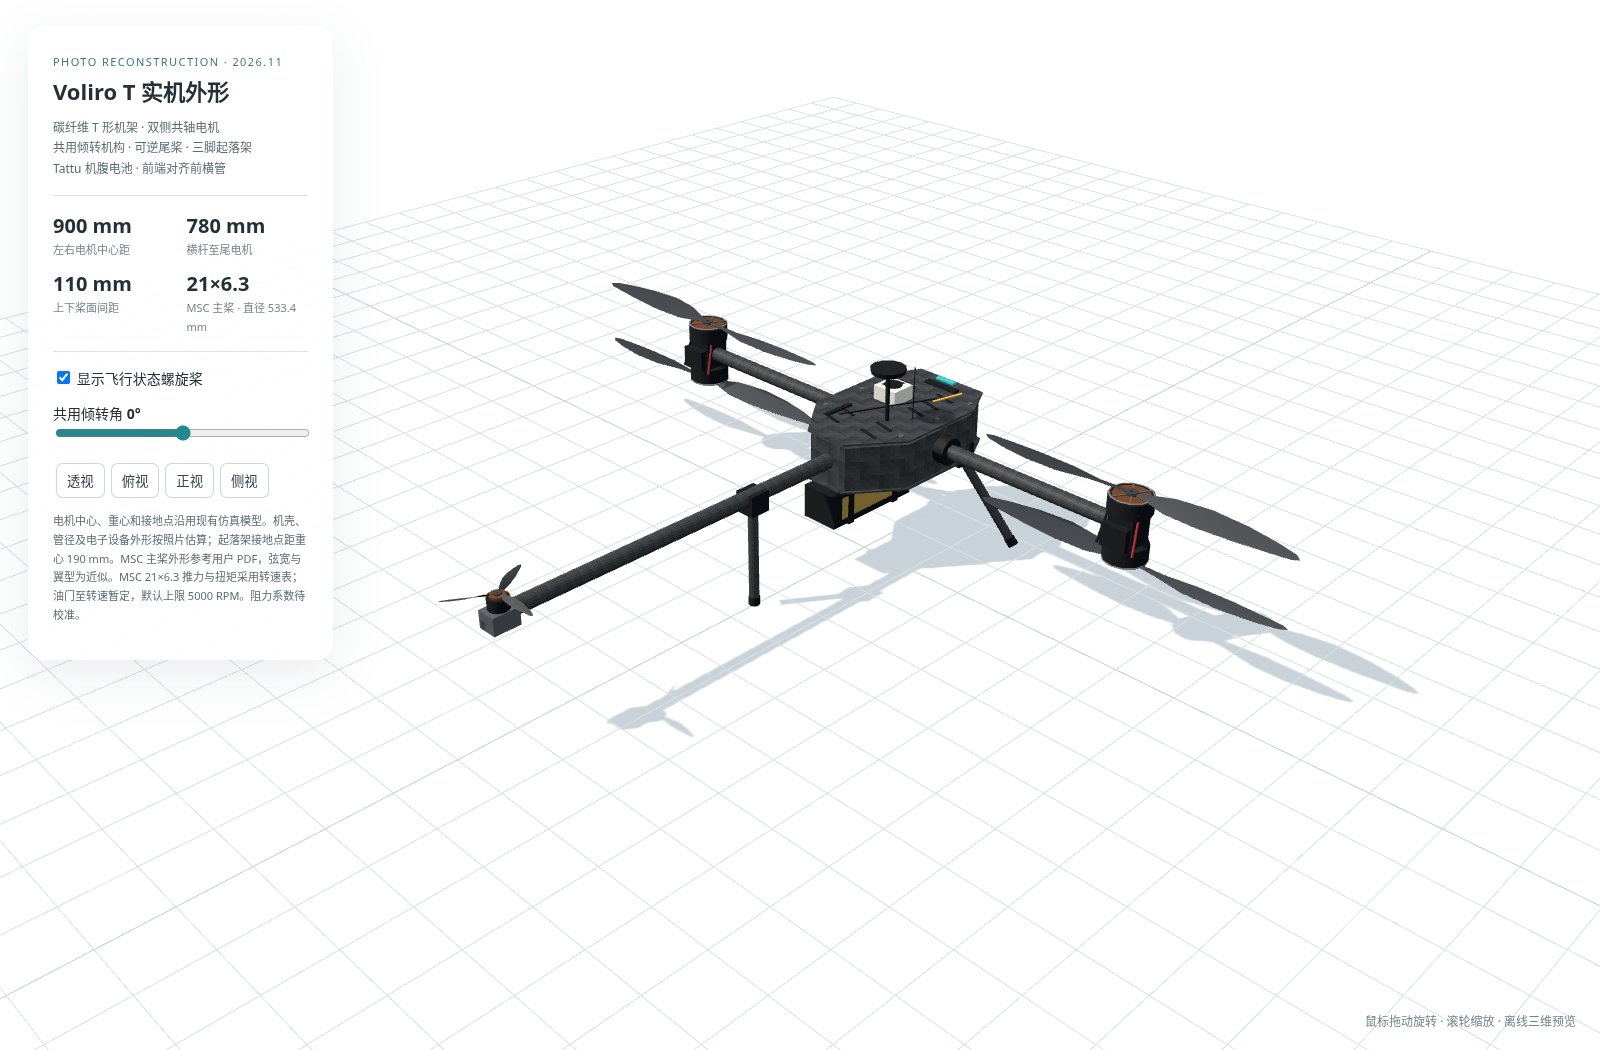 PHOTO RECONSTRUCTION · 2026.11
Voliro T 实机外形
碳纤维 T 形机架 · 双侧共轴电机
共用倾转机构 · 可逆尾桨 · 三脚起落架
Tattu 机腹电池 · 前端对齐前横管
900 mm
780 mm
左右电机中心距
横杆至尾电机
110 mm
21×6.3
上下桨面间距
MSC 主桨 · 直径 533.4
mm
显示飞行状态螺旋桨
共用倾转角 0°
透视
俯视
正视
侧视
电机中心、重心和接地点沿用现有仿真模型。机壳、
管径及电子设备外形按照片估算；起落架接地点距重
心 190 mm。MSC 主桨外形参考用户 PDF，弦宽与
翼型为近似。MSC 21×6.3 推力与扭矩采用转速表；
油门至转速暂定，默认上限 5000 RPM。阻力系数待
校准。
鼠标拖动旋转 · 滚轮缩放 · 离线三维预览